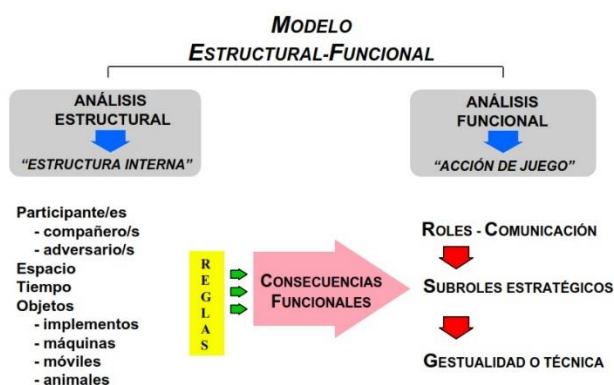 MODELO
ESTRUCTURAL-FUNCIONAL
ANÁLISIS
ESTRUCTURAL
“ESTRUCTURA INTERNA”
ANÁLISIS
FUNCIONAL
“ACCIÓN DE JUEGO”
Participante/es
- compañero/s
- adversario/s
Espacio
Tiempo
Objetos
- implementos
- máquinas
- móviles
- animales
REGLAS
CONSECUENCIAS
FUNCIONALES
ROLES - COMUNICACIÓN
SUBROLES ESTRATÉGICOS
GESTUALIDAD O TÉCNICA